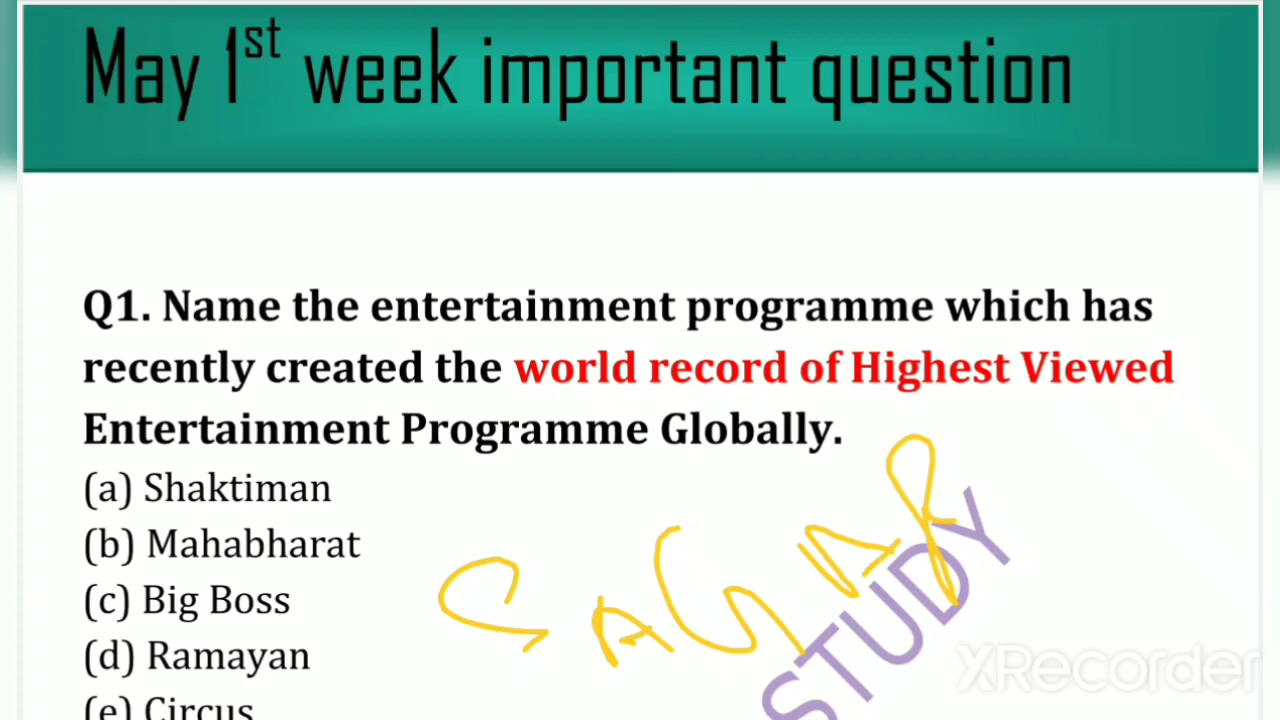 May 1st week important question
Q1. Name the entertainment programme which has
recently created the world record of Highest Viewed
Entertainment Programme Globally.
(a) Shaktiman
(b) Mahabharat
(c) Big Boss
(d) Ramayan
(e) Circus
SAGAR
STUDY
XRecorder